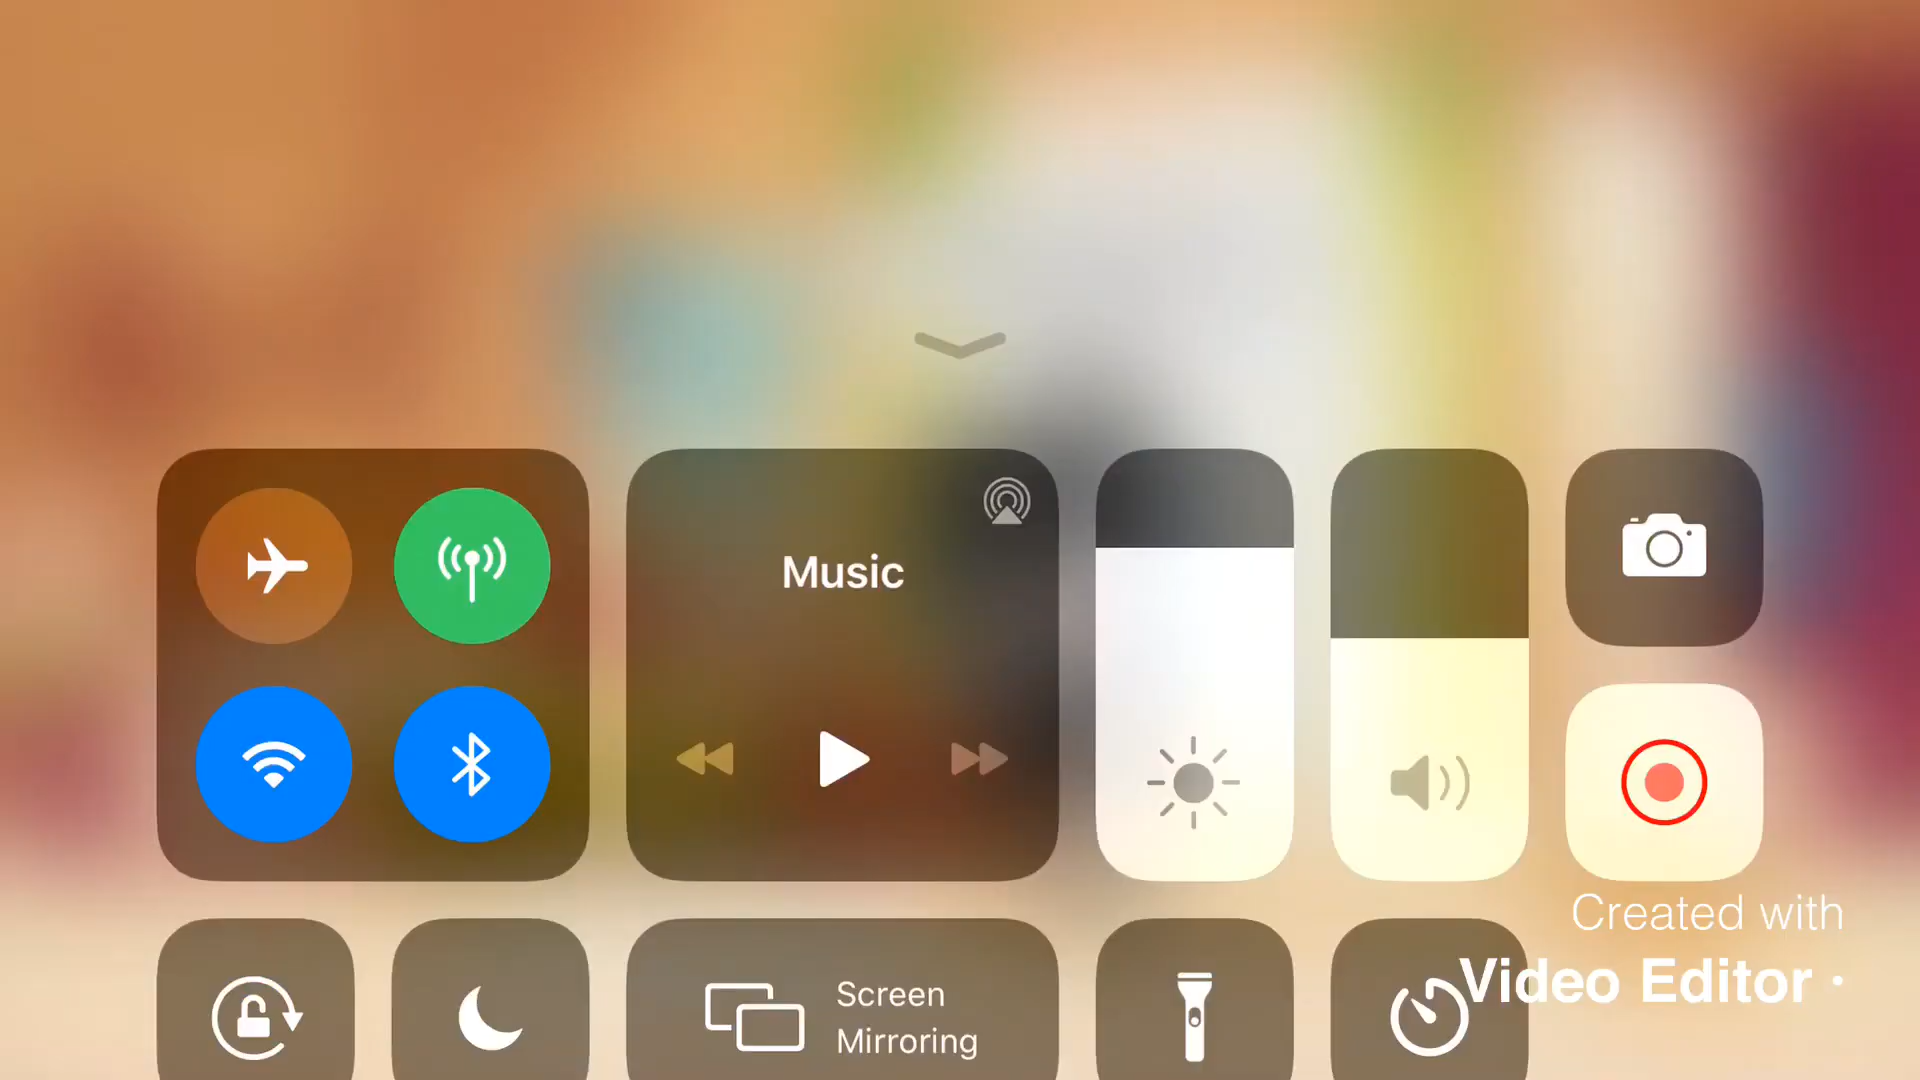 Music
Screen
Mirroring
Created with
Video Editor •